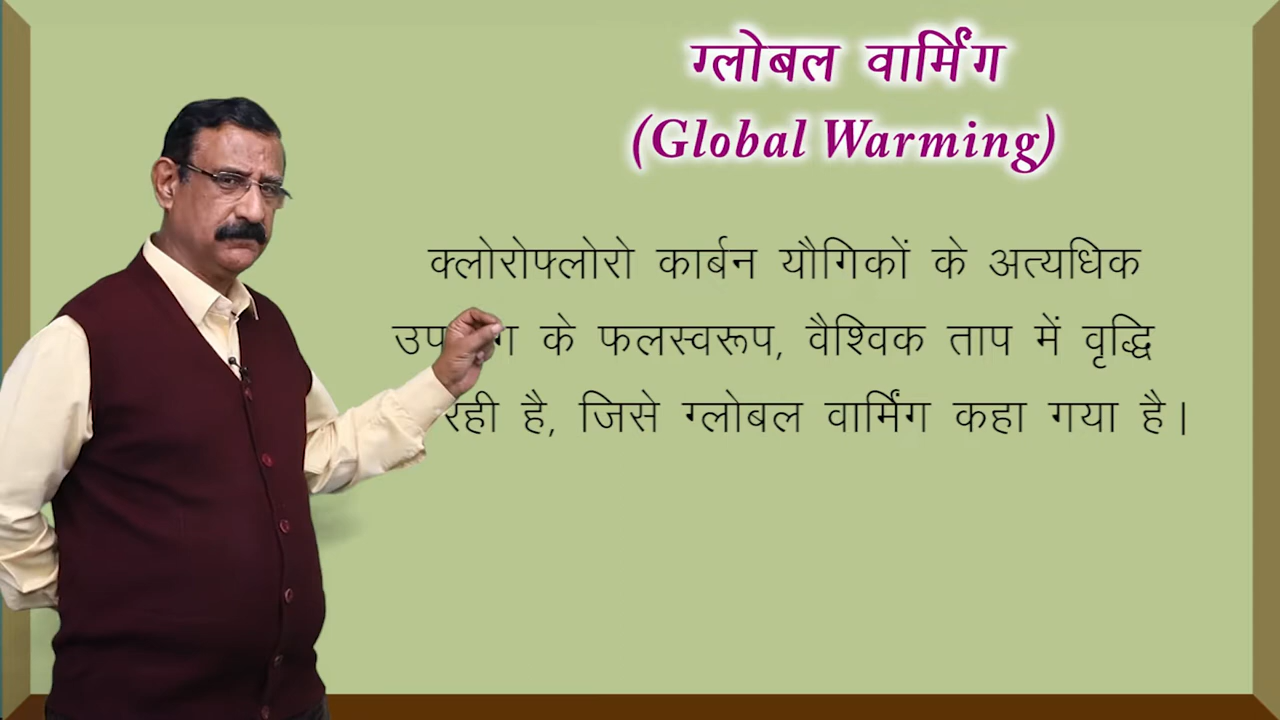 ग्लोबल वार्मिंग
(Global Warming)
क्लोरोफ्लोरो कार्बन यौगिकों के अत्यधिक
के फलस्वरूप, वैश्विक ताप में वृद्धि
रही है, जिसे ग्लोबल वार्मिंग कहा गया है।